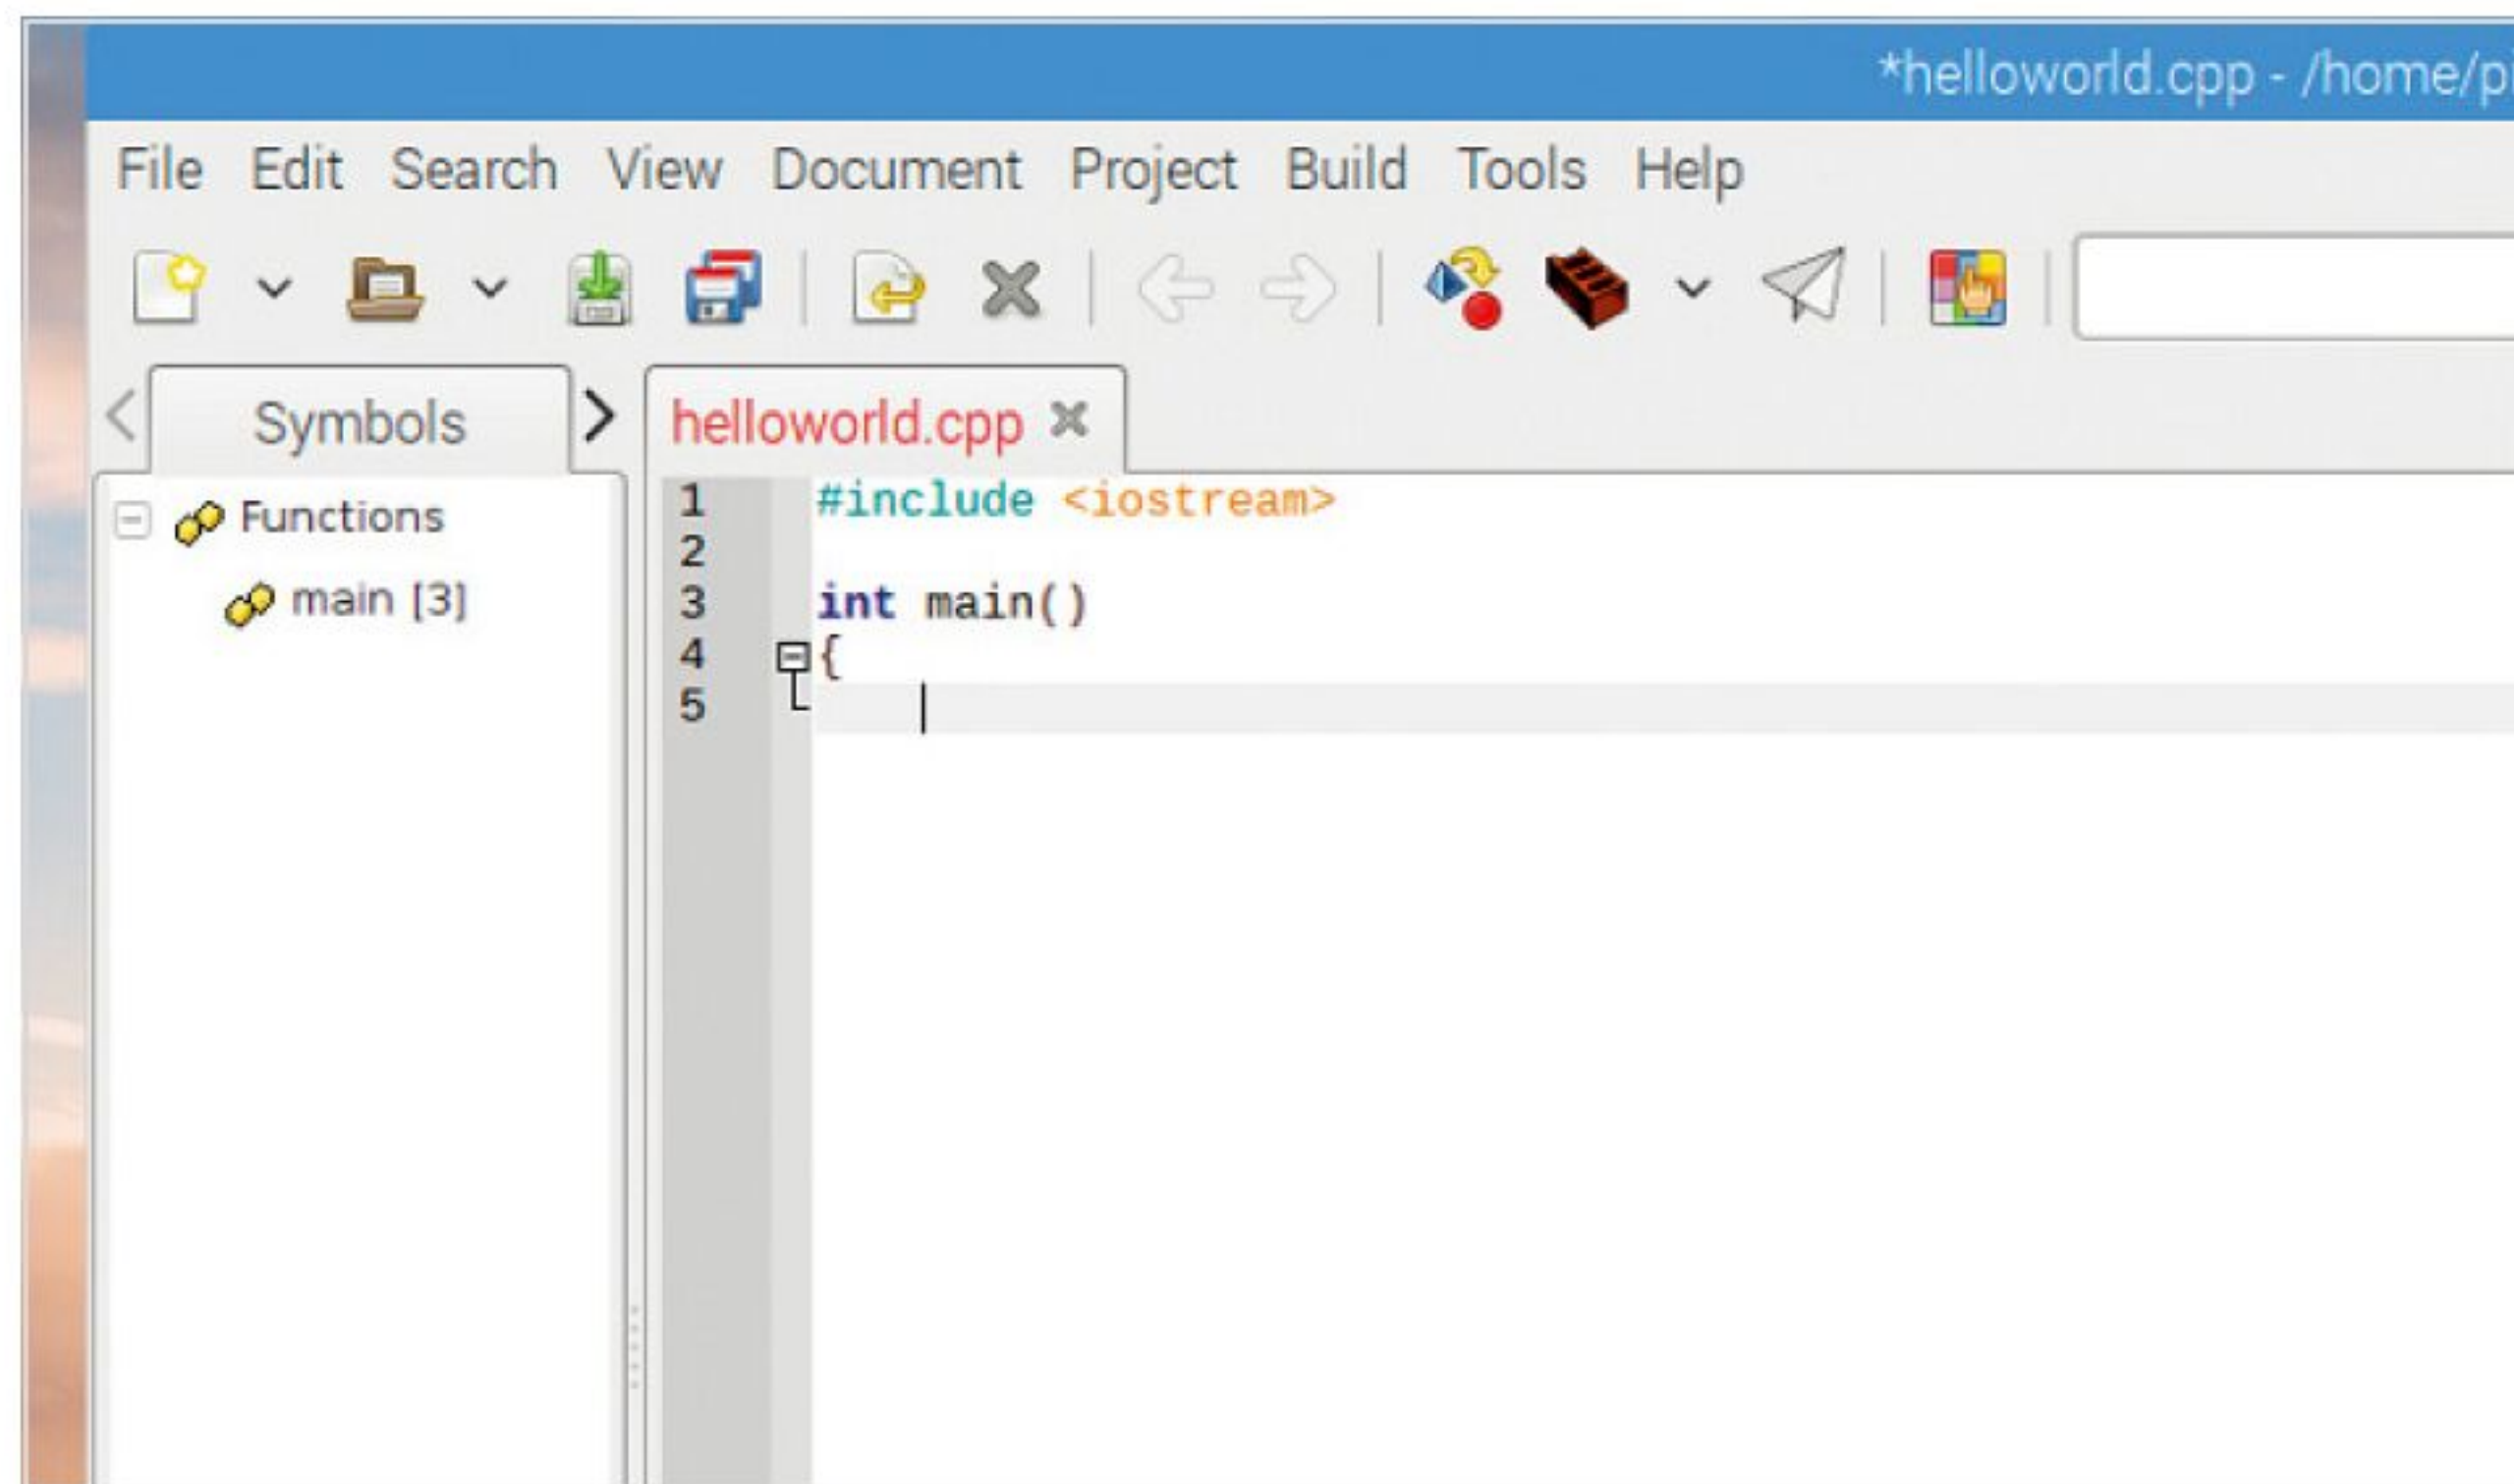 *helloworld.cpp - /home/pi
File Edit Search View Document Project Build Tools Help
Symbols
helloworld.cpp
Functions
main [3]
1 #include <iostream>
2
3 int main()
4 {
5